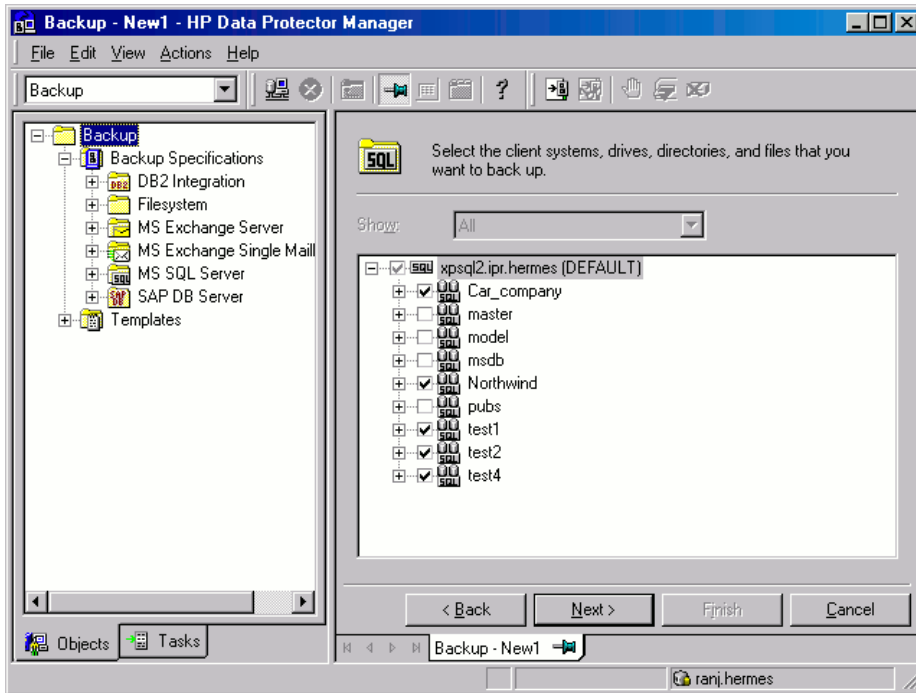 Backup - New1 - HP Data Protector Manager
File Edit View Actions Help
Backup
Backup
Backup Specifications
DB2 Integration
Filesystem
MS Exchange Server
MS Exchange Single Mail
MS SQL Server
SAP DB Server
Templates
Objects
Tasks
SQL
Select the client systems, drives, directories, and files that you
want to back up.
Show:
All
xpsql2.ipr.hermes (DEFAULT)
Car_company
master
model
msdb
Northwind
pubs
test1
test2
test4
< Back
Next >
Finish
Cancel
Backup - New1
ranj.hermes